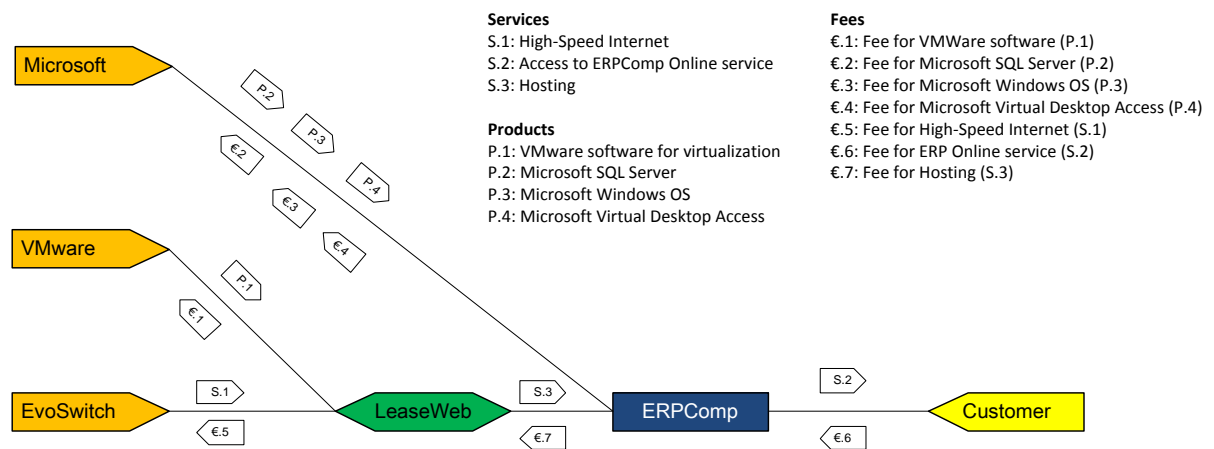 Services
S.1: High-Speed Internet
S.2: Access to ERPComp Online service
S.3: Hosting
Products
P.1: VMware software for virtualization
P.2: Microsoft SQL Server
P.3: Microsoft Windows OS
P.4: Microsoft Virtual Desktop Access
Fees
€.1: Fee for VMWare software (P.1)
€.2: Fee for Microsoft SQL Server (P.2)
€.3: Fee for Microsoft Windows OS (P.3)
€.4: Fee for Microsoft Virtual Desktop Access (P.4)
€.5: Fee for High-Speed Internet (S.1)
€.6: Fee for ERP Online service (S.2)
€.7: Fee for Hosting (S.3)
Microsoft
P.2
P.3
P.4
€.2
€.3
€.4
VMware
P.1
€.1
EvoSwitch
S.1
€.5
LeaseWeb
S.3
€.7
ERPComp
S.2
€.6
Customer